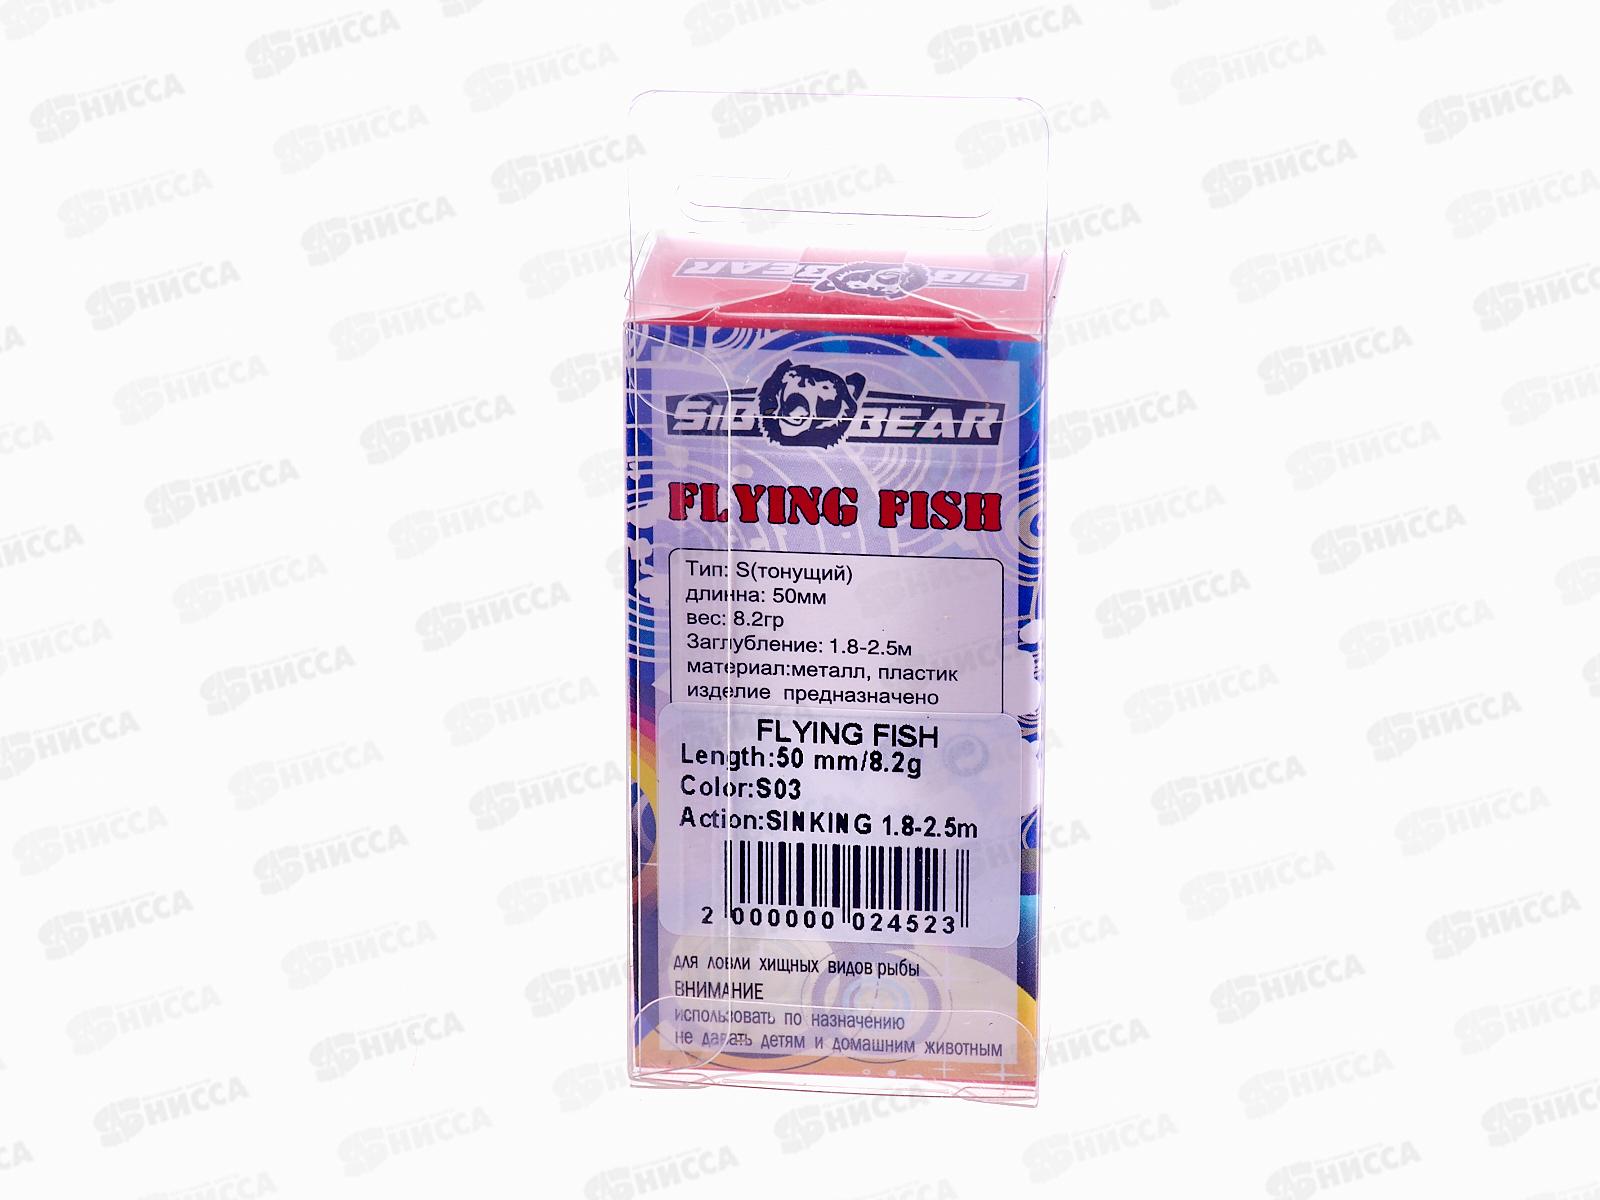 SIB BEAR
SIB BEAR
FLYING FISH
Тип: S(тонущий)
длинна: 50мм
вес: 8.2гр
Заглубление: 1.8-2.5м
материал:металл, пластик
изделие предназначено
FLYING FISH
Length:50 mm/8.2g
Color:S03
Action:SINKING 1.8-2.5m
2 000000 024523
для ловли хищных видов рыбы
ВНИМАНИЕ
использовать по назначению
не давать детям и домашним животным
НИССА